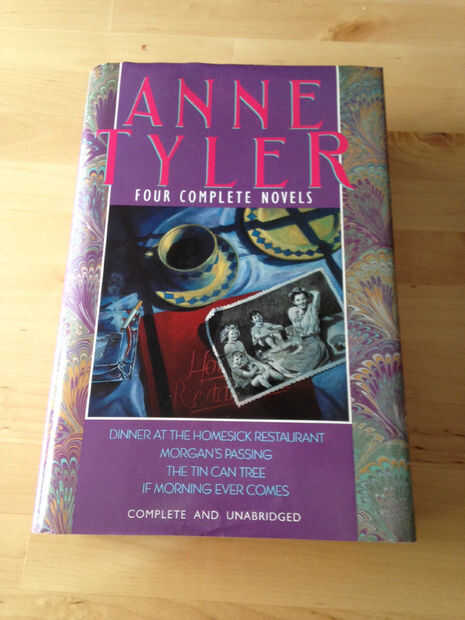 ANNE
TYLER
FOUR COMPLETE NOVELS
DINNER AT THE HOMESICK RESTAURANT
MORGAN'S PASSING
THE TIN CAN TREE
IF MORNING EVER COMES
COMPLETE AND UNABRIDGED